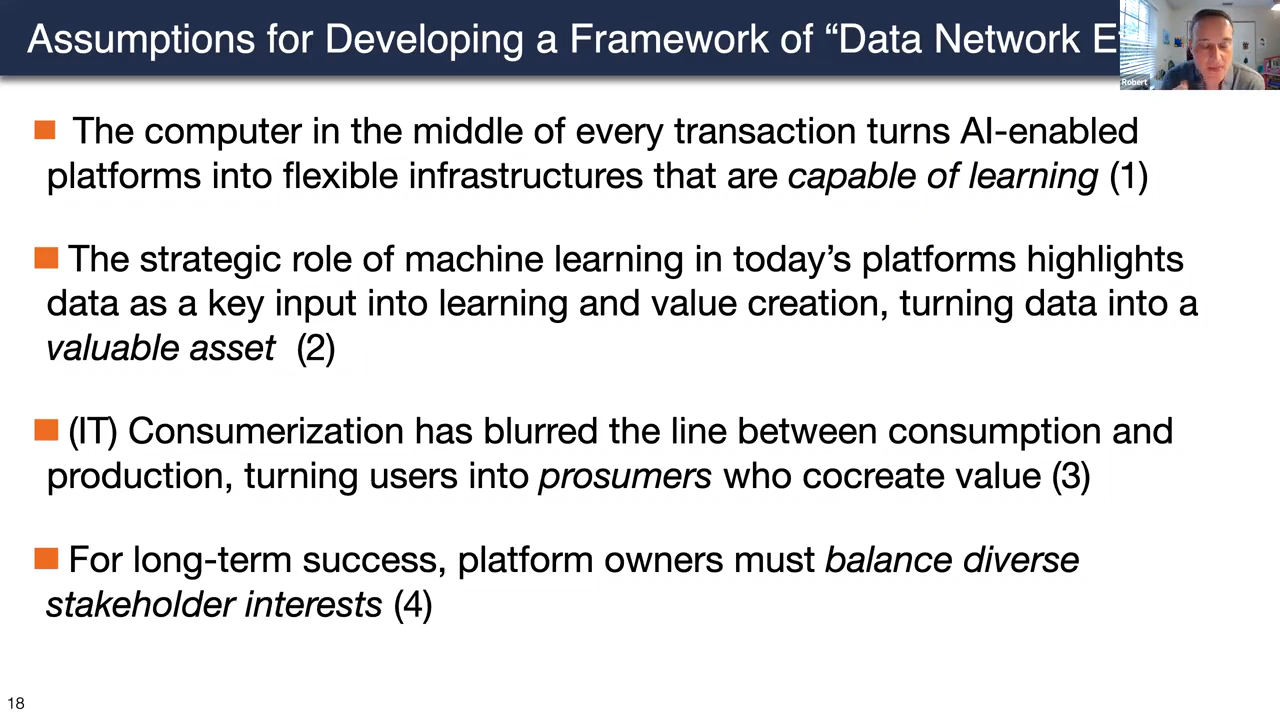 Assumptions for Developing a Framework of “Data Network
Robert
The computer in the middle of every transaction turns AI-enabled
platforms into flexible infrastructures that are capable of learning (1)
The strategic role of machine learning in today’s platforms highlights
data as a key input into learning and value creation, turning data into a
valuable asset (2)
(IT) Consumerization has blurred the line between consumption and
production, turning users into prosumers who cocreate value (3)
For long-term success, platform owners must balance diverse
stakeholder interests (4)
18